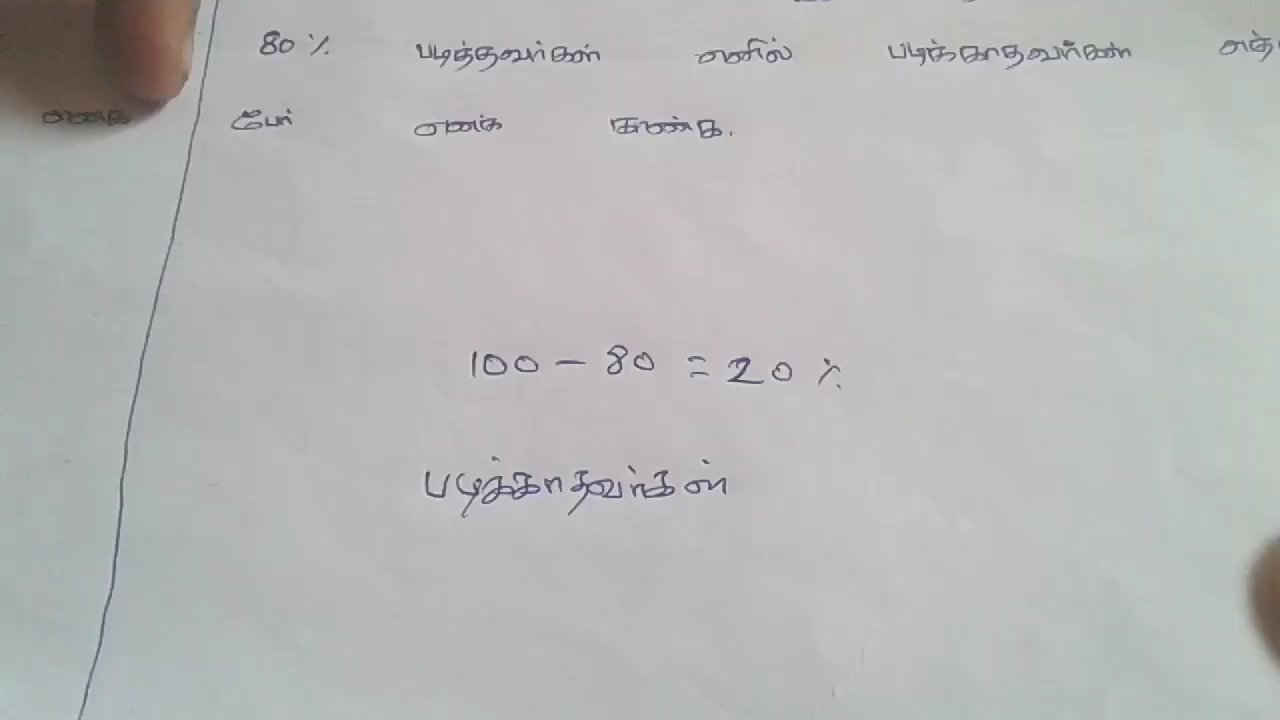 80 % படித்தவர்கள் எனில் படிக்காதவர்கள்
பேர் எனக் காண்க.
100 - 80 = 20 %
படிக்காதவர்கள்